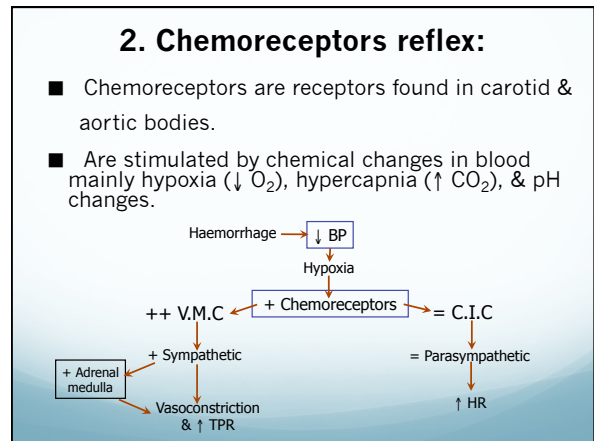 2. Chemoreceptors reflex:
■ Chemoreceptors are receptors found in carotid &
aortic bodies.
■ Are stimulated by chemical changes in blood
mainly hypoxia (↓ O₂), hypercapnia (↑ CO₂), & pH
changes.
Haemorrhage
↓ BP
Hypoxia
+ Chemoreceptors
++ V.M.C
= C.I.C
+ Sympathetic
= Parasympathetic
+ Adrenal
medulla
Vasoconstriction
& ↑ TPR
↑ HR